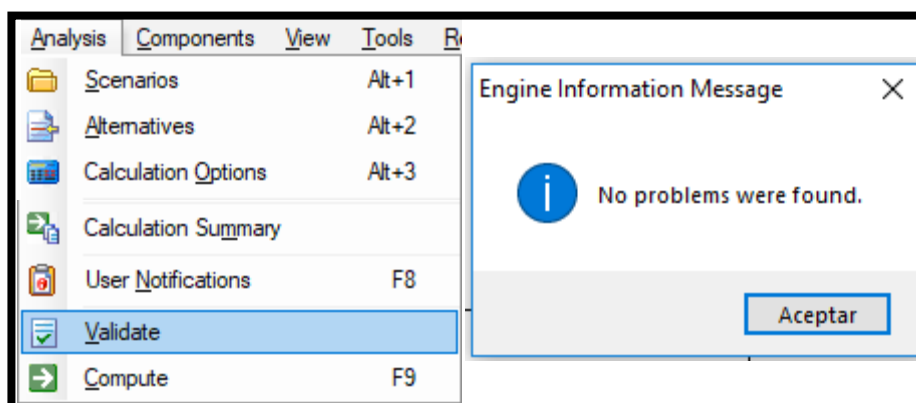 Analysis Components View Tools
Scenarios Alt+1
Alternatives Alt+2
Calculation Options Alt+3
Calculation Summary
User Notifications F8
Validate
Compute F9
Engine Information Message
No problems were found.
Aceptar